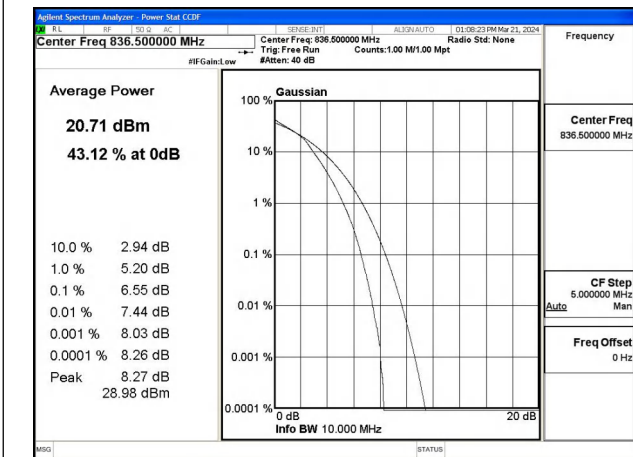 Agilent Spectrum Analyzer - Power Stat CCDF
RL RF 50 Ω AC SENSE:INT ALIGN AUTO 01:08:23 PM Mar 21, 2024
Center Freq 836.500000 MHz
Center Freq: 836.500000 MHz Radio Std: None
Trig: Free Run Counts:1.00 M/1.00 Mpt
#IFGain:Low #Atten: 40 dB
Frequency
Average Power
20.71 dBm
43.12 % at 0dB
10.0 % 2.94 dB
1.0 % 5.20 dB
0.1 % 6.55 dB
0.01 % 7.44 dB
0.001 % 8.03 dB
0.0001 % 8.26 dB
Peak 8.27 dB
28.98 dBm
Gaussian
100 %
10 %
1 %
0.1 %
0.01 %
0.001 %
0.0001 %
0 dB 20 dB
Info BW 10.000 MHz
Center Freq
836.500000 MHz
CF Step
5.000000 MHz
Auto Man
Freq Offset
0 Hz
MSG STATUS